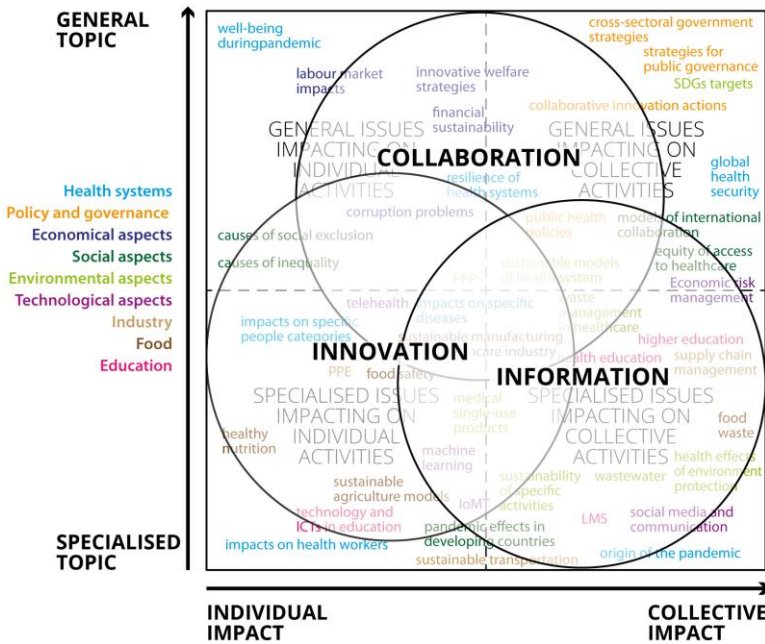 GENERAL
TOPIC
well-being
duringpandemic
cross-sectoral government
strategies
strategies for
public governance
SDGs targets
labour market
impacts
innovative welfare
strategies
collaborative innovation actions
financial
sustainability
GENERAL ISSUES
IMPACTING ON
INDIVIDUAL
ACTIVITIES
GENERAL ISSUES
IMPACTING ON
COLLECTIVE
ACTIVITIES
COLLABORATION
global
health
security
resilience of
health systems
Health systems
Policy and governance
Economical aspects
Social aspects
Environmental aspects
Technological aspects
Industry
Food
Education
corruption problems
public health
policies
models of international
collaboration
causes of social exclusion
causes of inequality
equity of access
to healthcare
sustainable models
of health system
PPP
Economic risk
management
telehealth
impacts on specific
diseases
waste
management
in healthcare
impacts on specific
people categories
sustainable manufacturing
care industry
INNOVATION
health education
higher education
supply chain
management
PPE
food safety
INFORMATION
SPECIALISED ISSUES
IMPACTING ON
INDIVIDUAL
ACTIVITIES
medical
single-use
products
SPECIALISED ISSUES
IMPACTING ON
COLLECTIVE
ACTIVITIES
food
waste
healthy
nutrition
machine
learning
health effects
of environment
protection
sustainable
agriculture models
sustainability
of specific
activities
wastewater
IoMT
technology and
ICTs in education
LMS
social media and
communication
pandemic effects in
developing countries
impacts on health workers
origin of the pandemic
sustainable transportation
SPECIALISED
TOPIC
INDIVIDUAL
IMPACT
COLLECTIVE
IMPACT